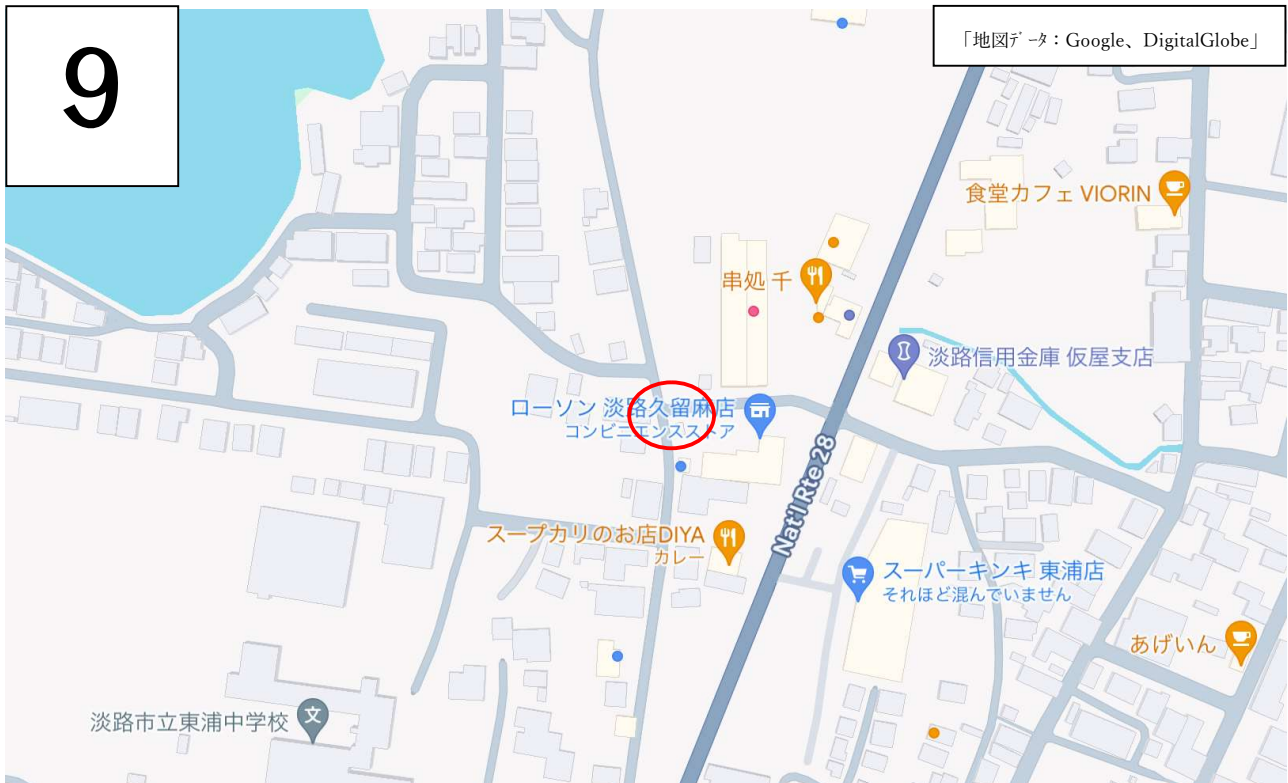 9
「地図ﾃﾞｰﾀ：Google、DigitalGlobe」
食堂カフェ VIORIN
串処 千
淡路信用金庫 仮屋支店
ローソン 淡路久留麻店
コンビニエンスストア
Nat'l Rte 28
スープカリのお店DIYA
カレー
スーパーキンキ 東浦店
それほど混んでいません
あげいん
淡路市立東浦中学校
文